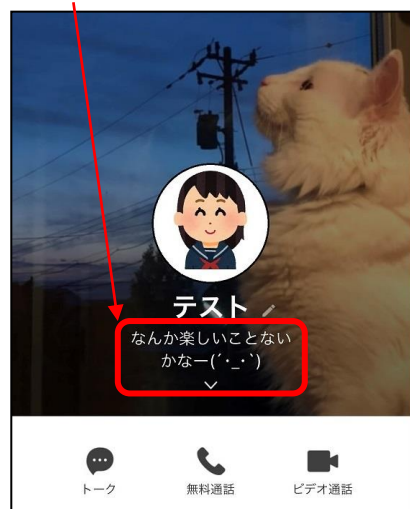 テスト
なんか楽しいことない
かなー(´・_・`)
トーク
無料通話
ビデオ通話